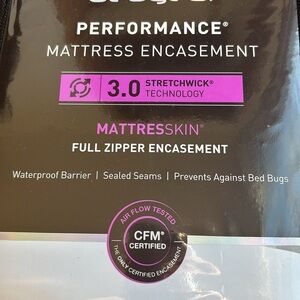 PERFORMANCE®
MATTRESS ENCASEMENT
3.0 STRETCHWICK®
TECHNOLOGY
MATTRESSKIN®
FULL ZIPPER ENCASEMENT
Waterproof Barrier | Sealed Seams | Prevents Against Bed Bugs
AIR FLOW TESTED
CFM®
CERTIFIED
THE ONLY CERTIFIED ENCASEMENT